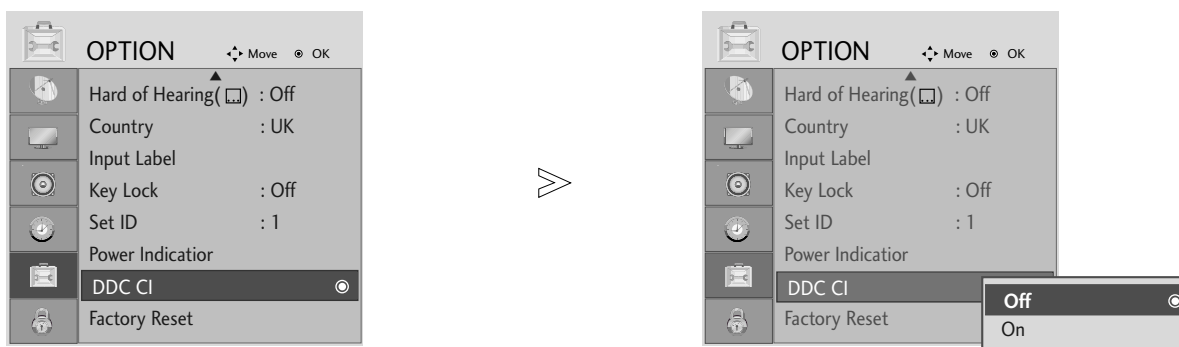 OPTION Move OK
Hard of Hearing( ) : Off
Country : UK
Input Label
Key Lock : Off
Set ID : 1
Power Indicatior
DDC CI
Factory Reset
OPTION Move OK
Hard of Hearing( ) : Off
Country : UK
Input Label
Key Lock : Off
Set ID : 1
Power Indicatior
DDC CI
Factory Reset
Off
On